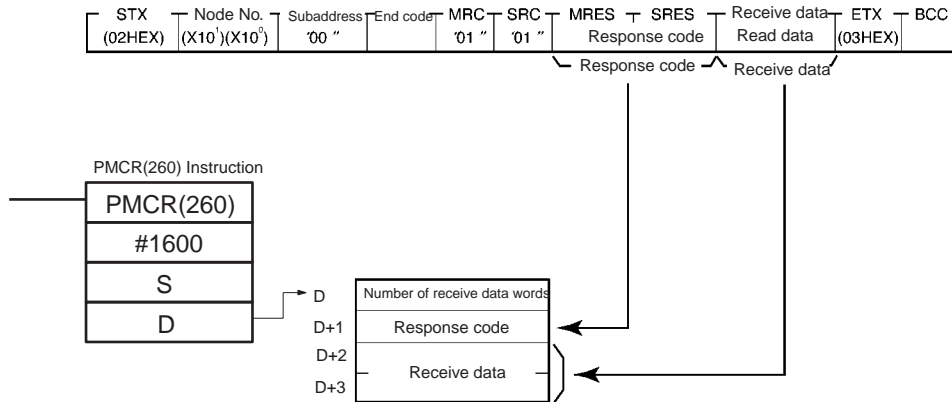 STX Node No. Subaddress End code MRC SRC MRES SRES Receive data ETX BCC
(02HEX) (X10¹)(X10⁰) '00 " '01 " '01 " Response code Read data (03HEX)
Response code Receive data
PMCR(260) Instruction
PMCR(260)
#1600
S
D
D Number of receive data words
D+1 Response code
D+2
Receive data
D+3